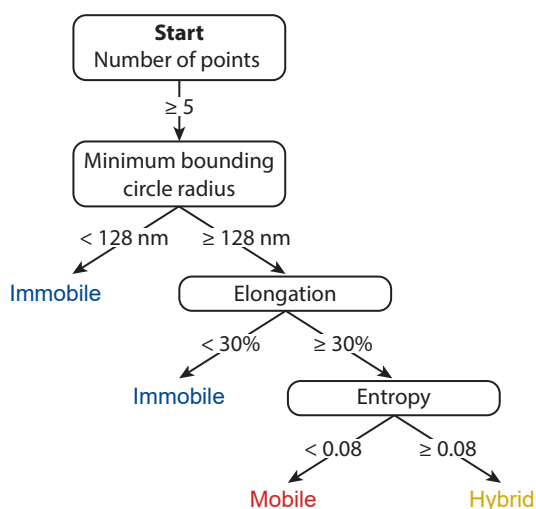 Start
Number of points
≥ 5
Minimum bounding
circle radius
< 128 nm
≥ 128 nm
Immobile
Elongation
< 30%
≥ 30%
Immobile
Entropy
< 0.08
≥ 0.08
Mobile
Hybrid